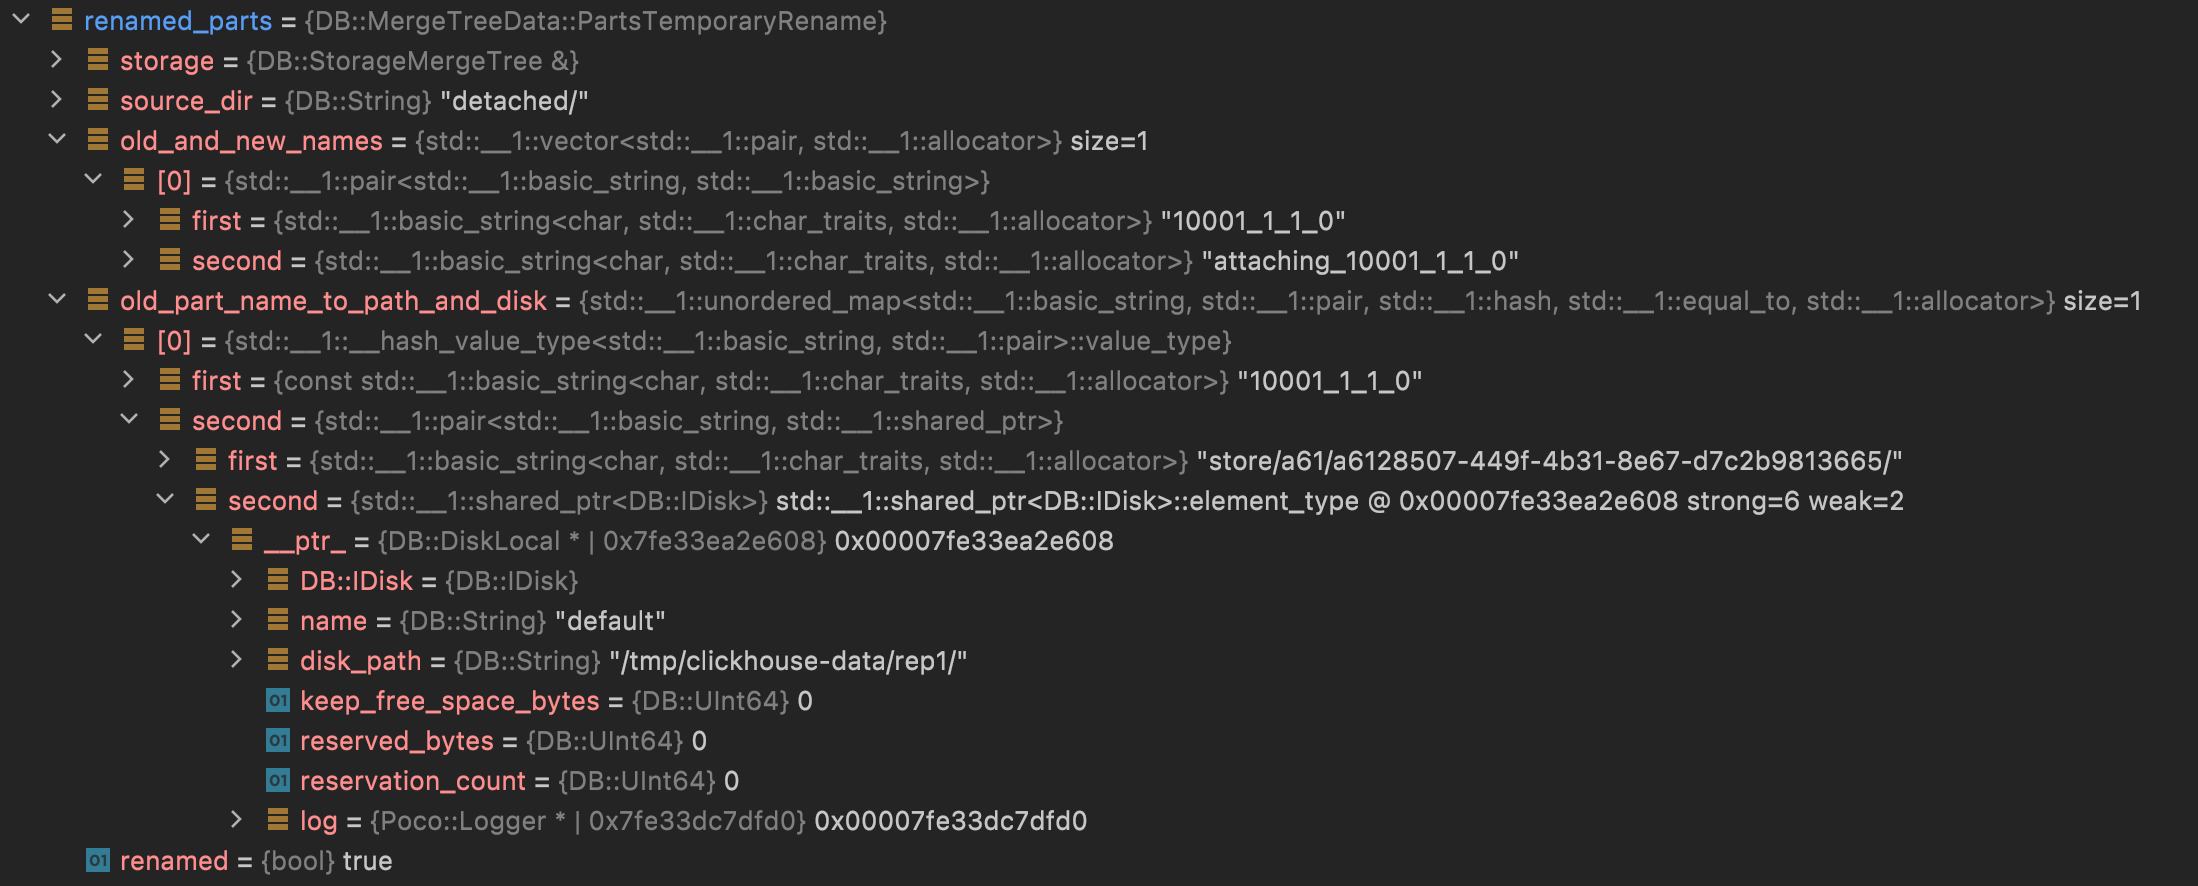 renamed_parts = {DB::MergeTreeData::PartsTemporaryRename}
storage = {DB::StorageMergeTree &}
source_dir = {DB::String} "detached/"
old_and_new_names = {std::__1::vector<std::__1::pair, std::__1::allocator>} size=1
[0] = {std::__1::pair<std::__1::basic_string, std::__1::basic_string>}
first = {std::__1::basic_string<char, std::__1::char_traits, std::__1::allocator>} "10001_1_1_0"
second = {std::__1::basic_string<char, std::__1::char_traits, std::__1::allocator>} "attaching_10001_1_1_0"
old_part_name_to_path_and_disk = {std::__1::unordered_map<std::__1::basic_string, std::__1::pair, std::__1::hash, std::__1::equal_to, std::__1::allocator>} size=1
[0] = {std::__1::__hash_value_type<std::__1::basic_string, std::__1::pair>::value_type}
first = {const std::__1::basic_string<char, std::__1::char_traits, std::__1::allocator>} "10001_1_1_0"
second = {std::__1::pair<std::__1::basic_string, std::__1::shared_ptr>}
first = {std::__1::basic_string<char, std::__1::char_traits, std::__1::allocator>} "store/a61/a6128507-449f-4b31-8e67-d7c2b9813665/"
second = {std::__1::shared_ptr<DB::IDisk>} std::__1::shared_ptr<DB::IDisk>::element_type @ 0x00007fe33ea2e608 strong=6 weak=2
__ptr_ = {DB::DiskLocal * | 0x7fe33ea2e608} 0x00007fe33ea2e608
DB::IDisk = {DB::IDisk}
name = {DB::String} "default"
disk_path = {DB::String} "/tmp/clickhouse-data/rep1/"
01 keep_free_space_bytes = {DB::UInt64} 0
01 reserved_bytes = {DB::UInt64} 0
01 reservation_count = {DB::UInt64} 0
log = {Poco::Logger * | 0x7fe33dc7dfd0} 0x00007fe33dc7dfd0
01 renamed = {bool} true